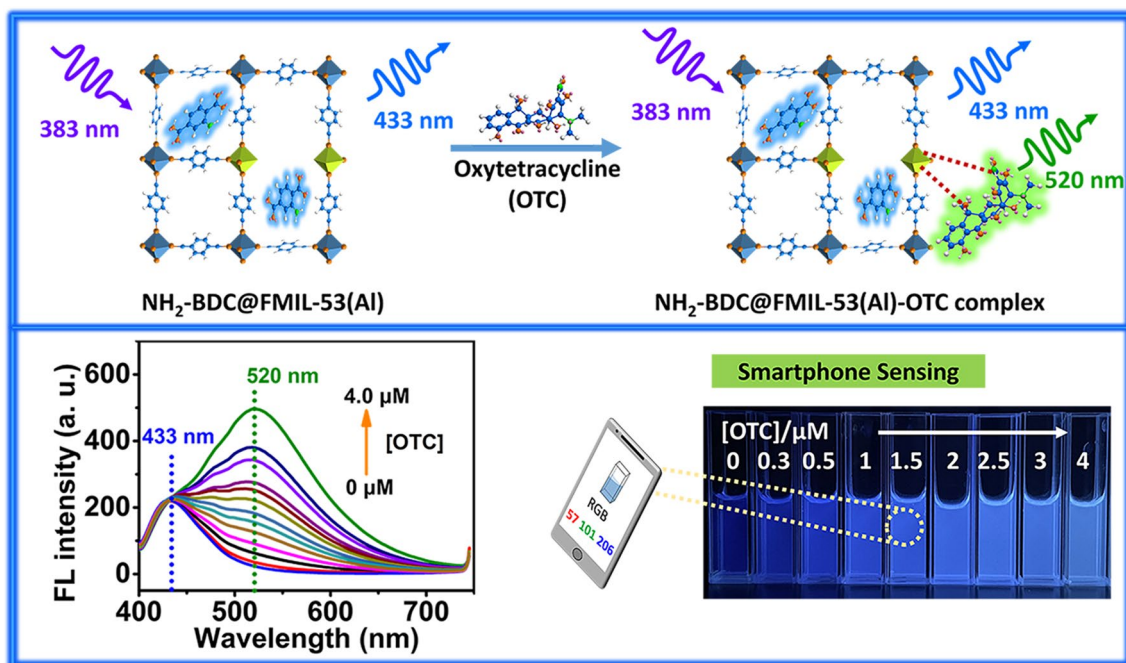 383 nm
433 nm
Oxytetracycline
(OTC)
383 nm
433 nm
520 nm
NH₂-BDC@FMIL-53(Al)
NH₂-BDC@FMIL-53(Al)-OTC complex
FL intensity (a. u.)
600
400
200
0
433 nm
520 nm
4.0 μM
[OTC]
0 μM
400
500
600
700
Wavelength (nm)
Smartphone Sensing
RGB
57 101 206
[OTC]/μM
0 0.3 0.5 1 1.5 2 2.5 3 4